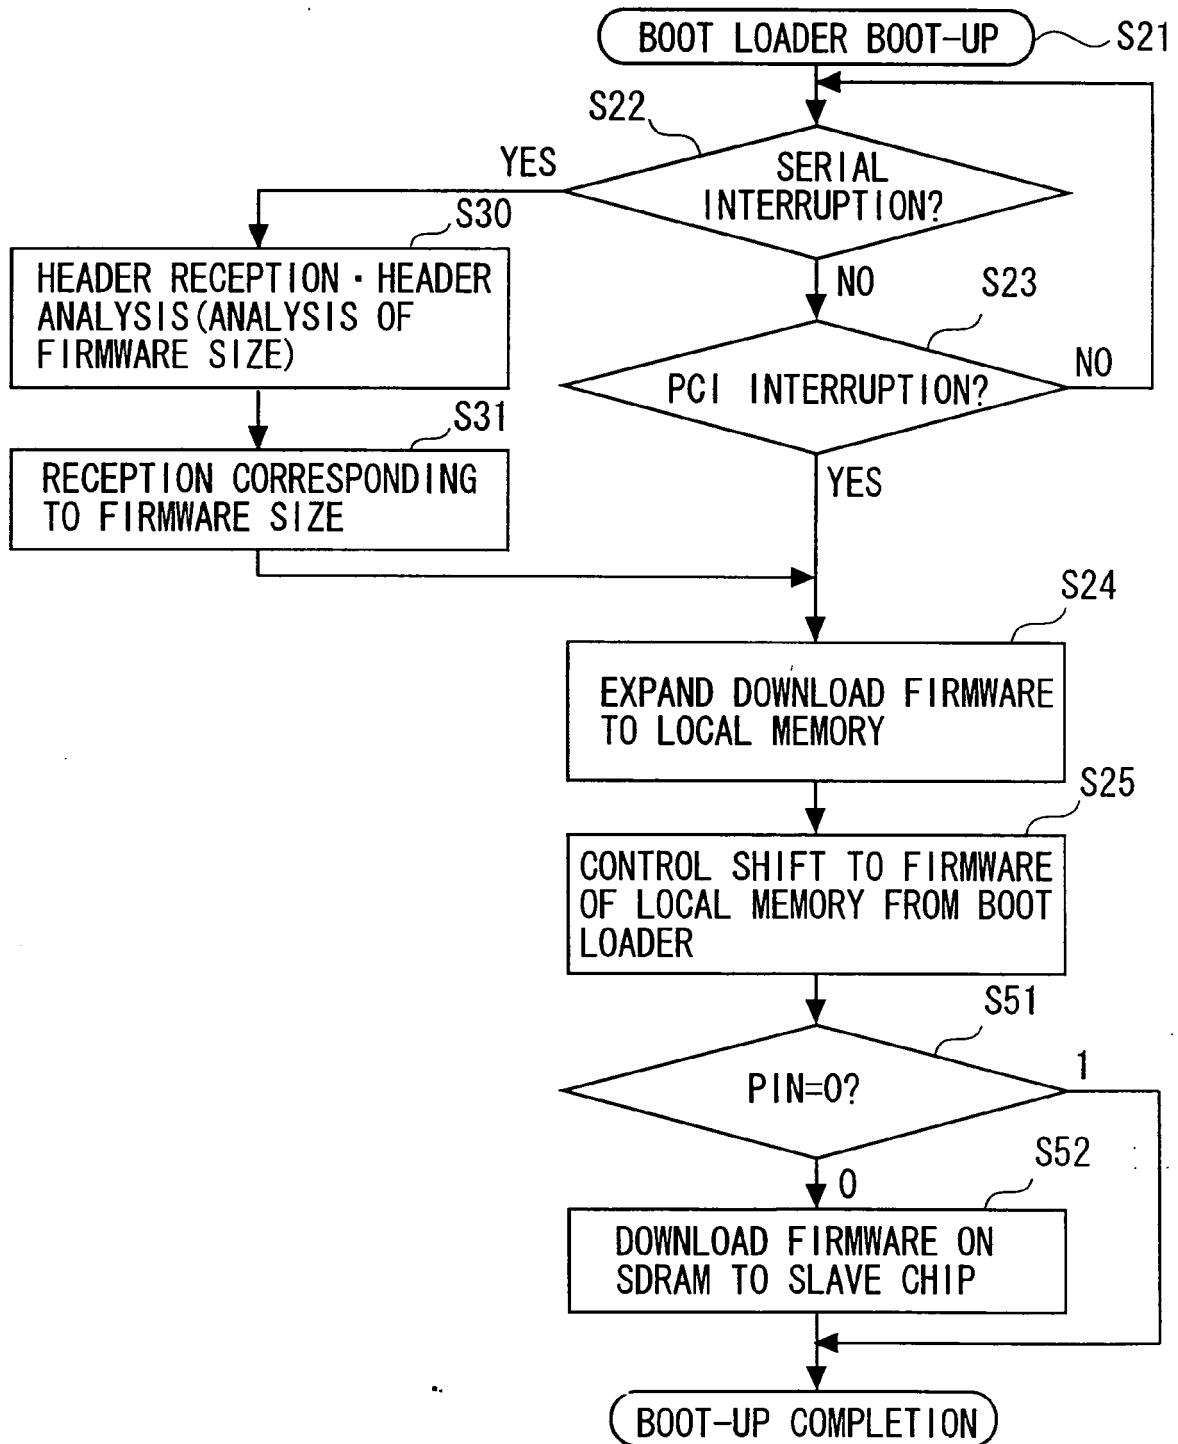 BOOT LOADER BOOT-UP
S21
S22
SERIAL
INTERRUPTION?
YES
NO
S30
HEADER RECEPTION・HEADER
ANALYSIS(ANALYSIS OF
FIRMWARE SIZE)
S23
PCI INTERRUPTION?
NO
YES
S31
RECEPTION CORRESPONDING
TO FIRMWARE SIZE
S24
EXPAND DOWNLOAD FIRMWARE
TO LOCAL MEMORY
S25
CONTROL SHIFT TO FIRMWARE
OF LOCAL MEMORY FROM BOOT
LOADER
S51
PIN=0?
1
0
S52
DOWNLOAD FIRMWARE ON
SDRAM TO SLAVE CHIP
BOOT-UP COMPLETION